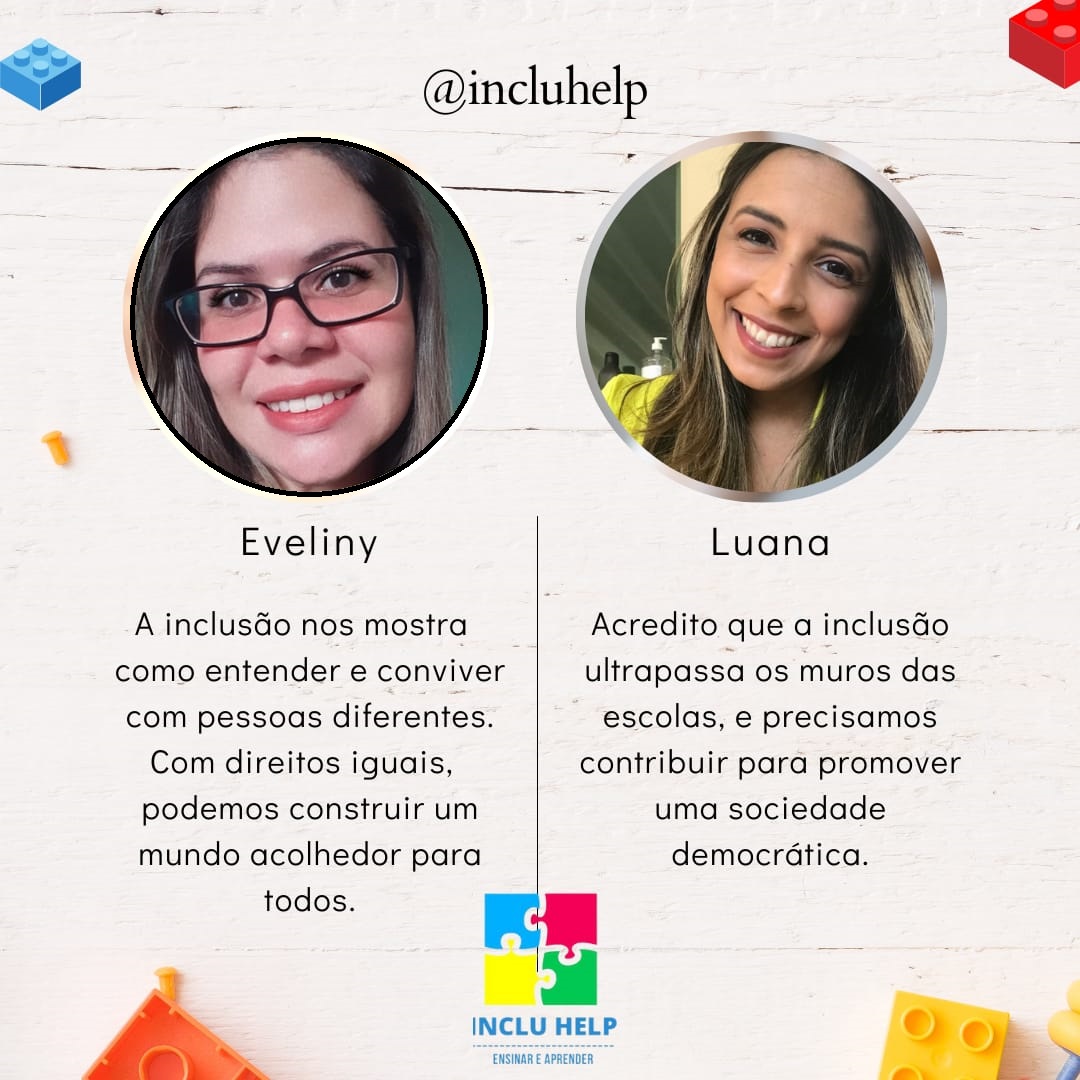 @incluhelp
Eveliny
A inclusão nos mostra
como entender e conviver
com pessoas diferentes.
Com direitos iguais,
podemos construir um
mundo acolhedor para
todos.
Luana
Acredito que a inclusão
ultrapassa os muros das
escolas, e precisamos
contribuir para promover
uma sociedade
democrática.
INCLU HELP
ENSINAR E APRENDER